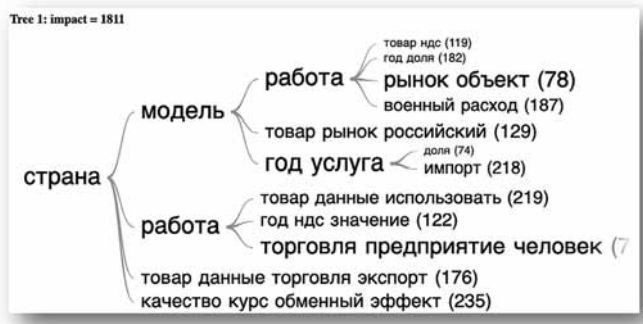 Tree 1: impact = 1811
товар ндс (119)
год доля (182)
работа
рынок объект (78)
военный расход (187)
модель
товар рынок российский (129)
год услуга
доля (74)
импорт (218)
страна
товар данные использовать (219)
работа
год ндс значение (122)
торговля предприятие человек (7
товар данные торговля экспорт (176)
качество курс обменный эффект (235)